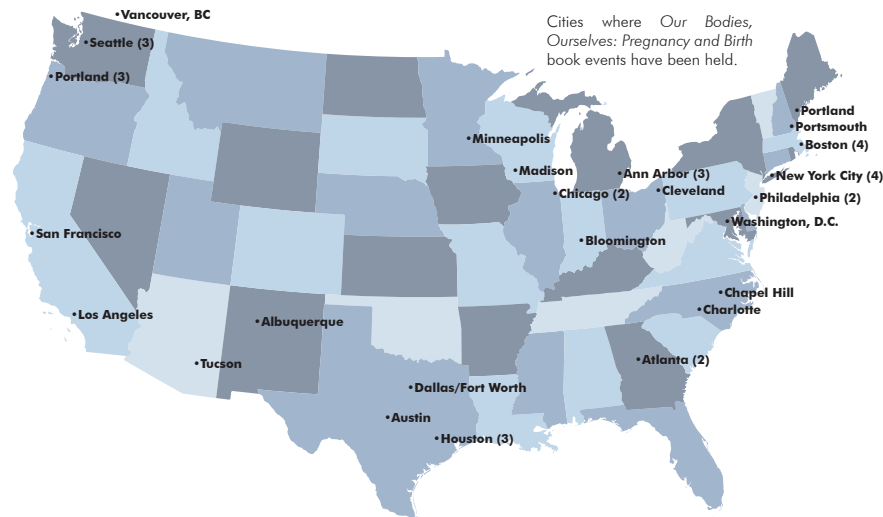 •Vancouver, BC
Cities where Our Bodies,
Ourselves: Pregnancy and Birth
book events have been held.
•Seattle (3)
•Portland (3)
•Portland
•Portsmouth
•Minneapolis
•Boston (4)
•Madison
•Ann Arbor (3)
•New York City (4)
•Chicago (2)
•Cleveland
•Philadelphia (2)
•Washington, D.C.
•San Francisco
•Bloomington
•Chapel Hill
•Charlotte
•Los Angeles
•Albuquerque
•Tucson
•Atlanta (2)
•Dallas/Fort Worth
•Austin
•Houston (3)